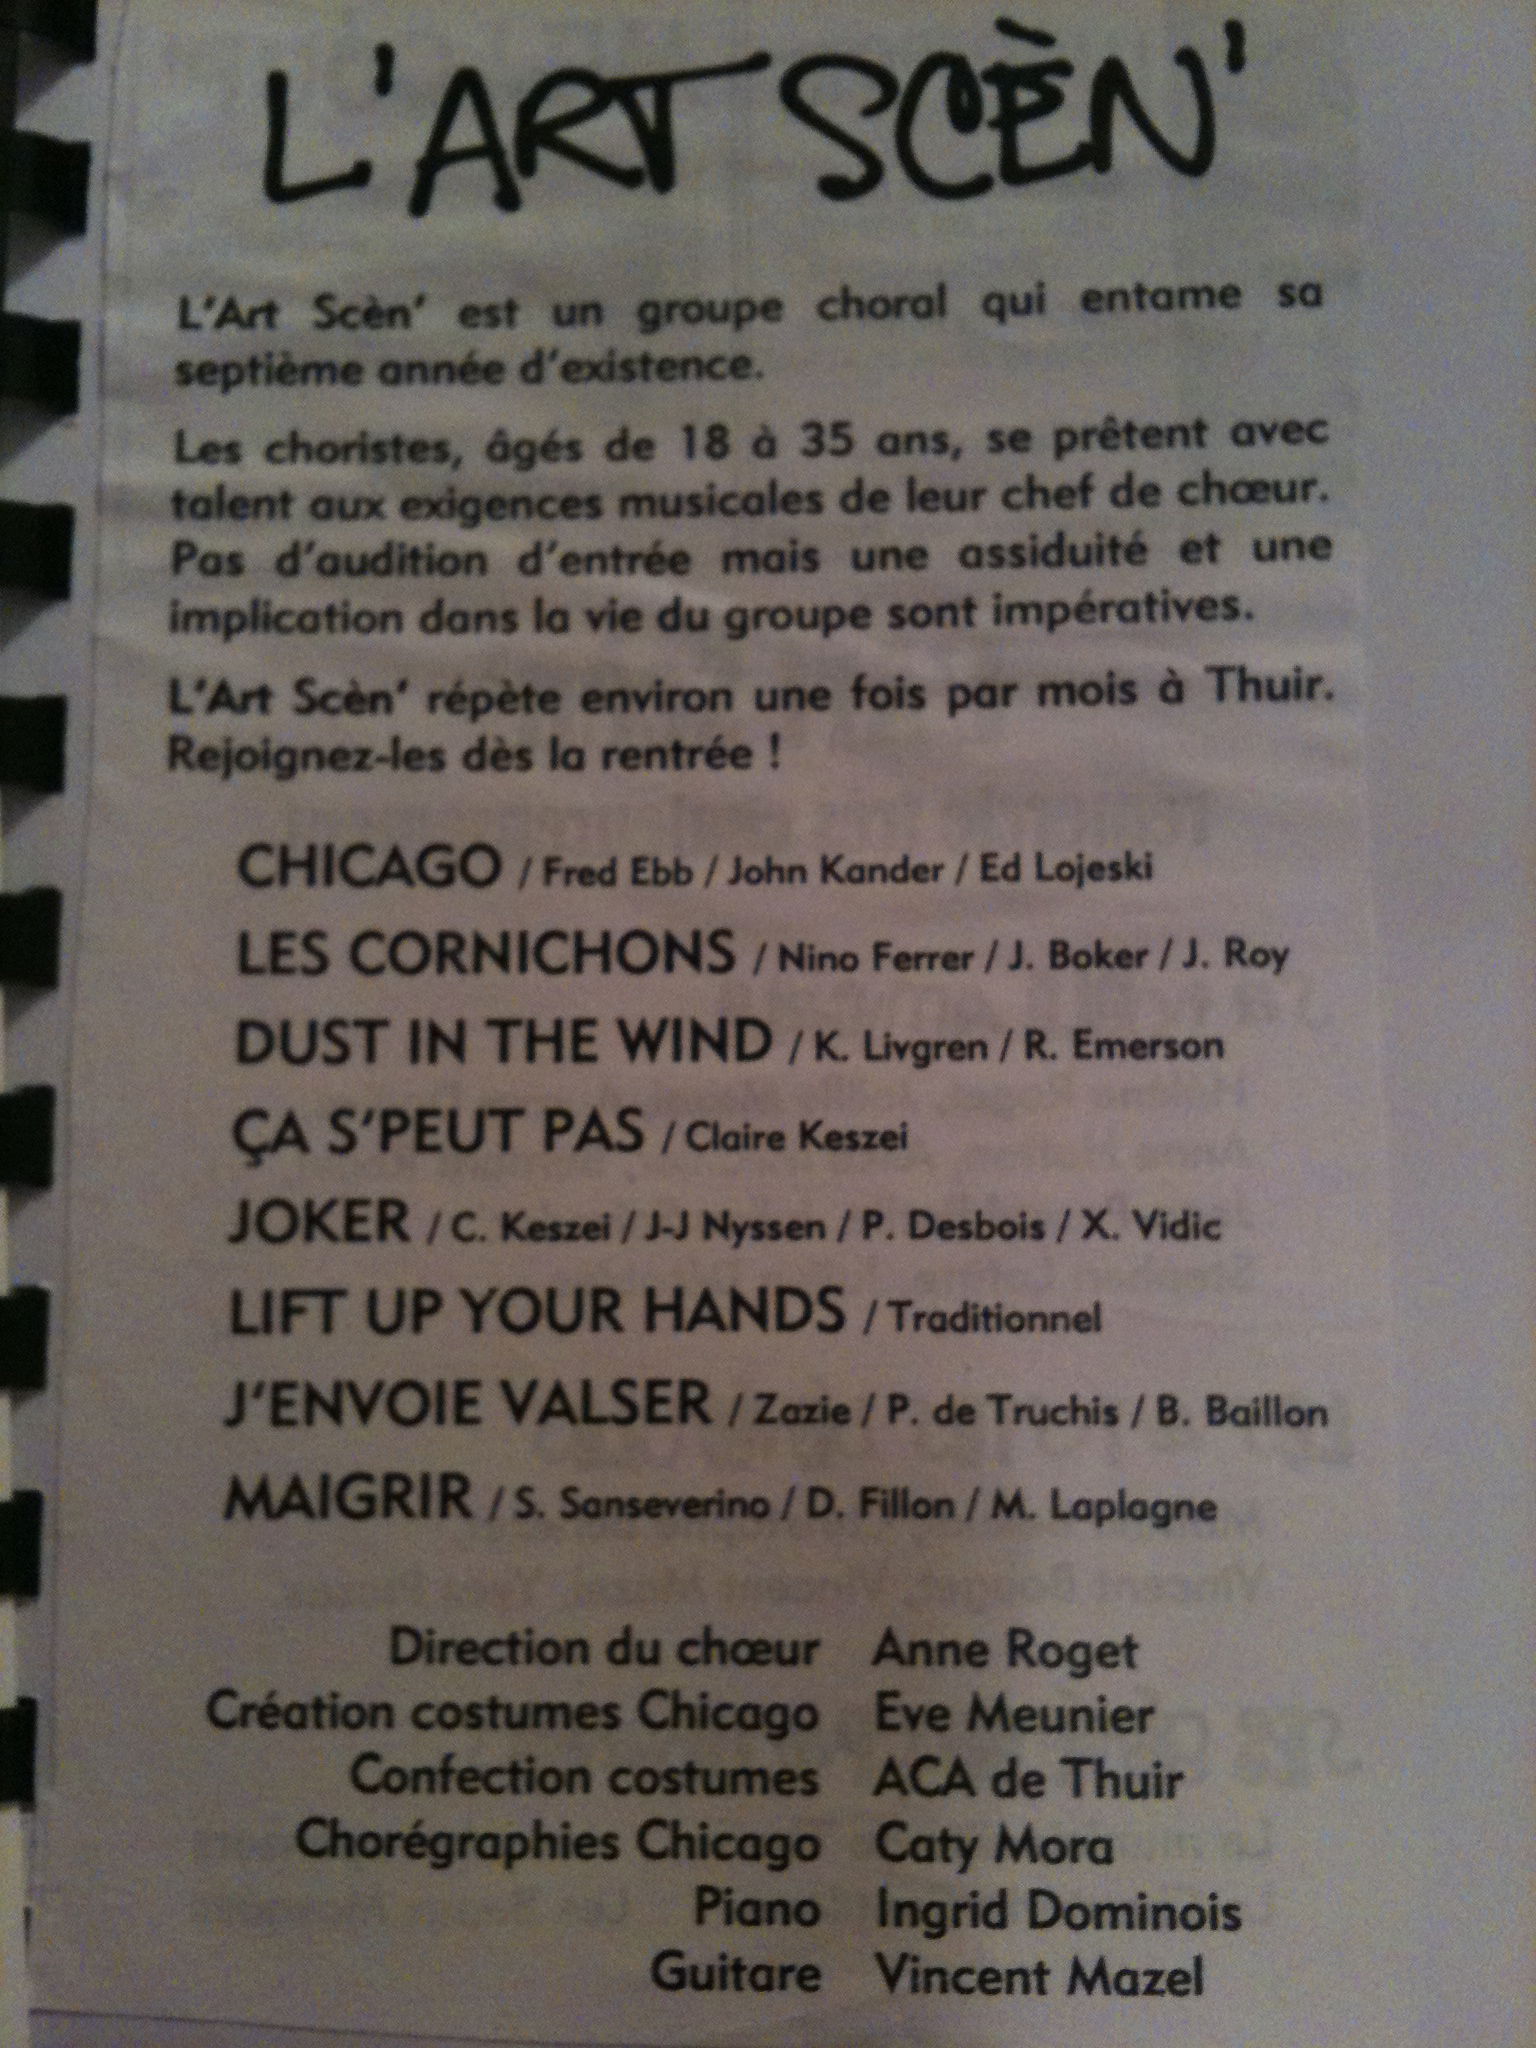 L'ART SCÈN'
L'Art Scèn' est un groupe choral qui entame sa
septième année d'existence.
Les choristes, âgés de 18 à 35 ans, se prêtent avec
talent aux exigences musicales de leur chef de chœur.
Pas d'audition d'entrée mais une assiduité et une
implication dans la vie du groupe sont impératives.
L'Art Scèn' répète environ une fois par mois à Thuir.
Rejoignez-les dès la rentrée !
CHICAGO / Fred Ebb / John Kander / Ed Lojeski
LES CORNICHONS / Nino Ferrer / J. Boker / J. Roy
DUST IN THE WIND / K. Livgren / R. Emerson
ÇA S'PEUT PAS / Claire Keszei
JOKER / C. Keszei / J-J Nyssen / P. Desbois / X. Vidic
LIFT UP YOUR HANDS / Traditionnel
J'ENVOIE VALSER / Zazie / P. de Truchis / B. Baillon
MAIGRIR / S. Sanseverino / D. Fillon / M. Laplagne
Direction du chœur Anne Roget
Création costumes Chicago Eve Meunier
Confection costumes ACA de Thuir
Chorégraphies Chicago Caty Mora
Piano Ingrid Dominois
Guitare Vincent Mazel